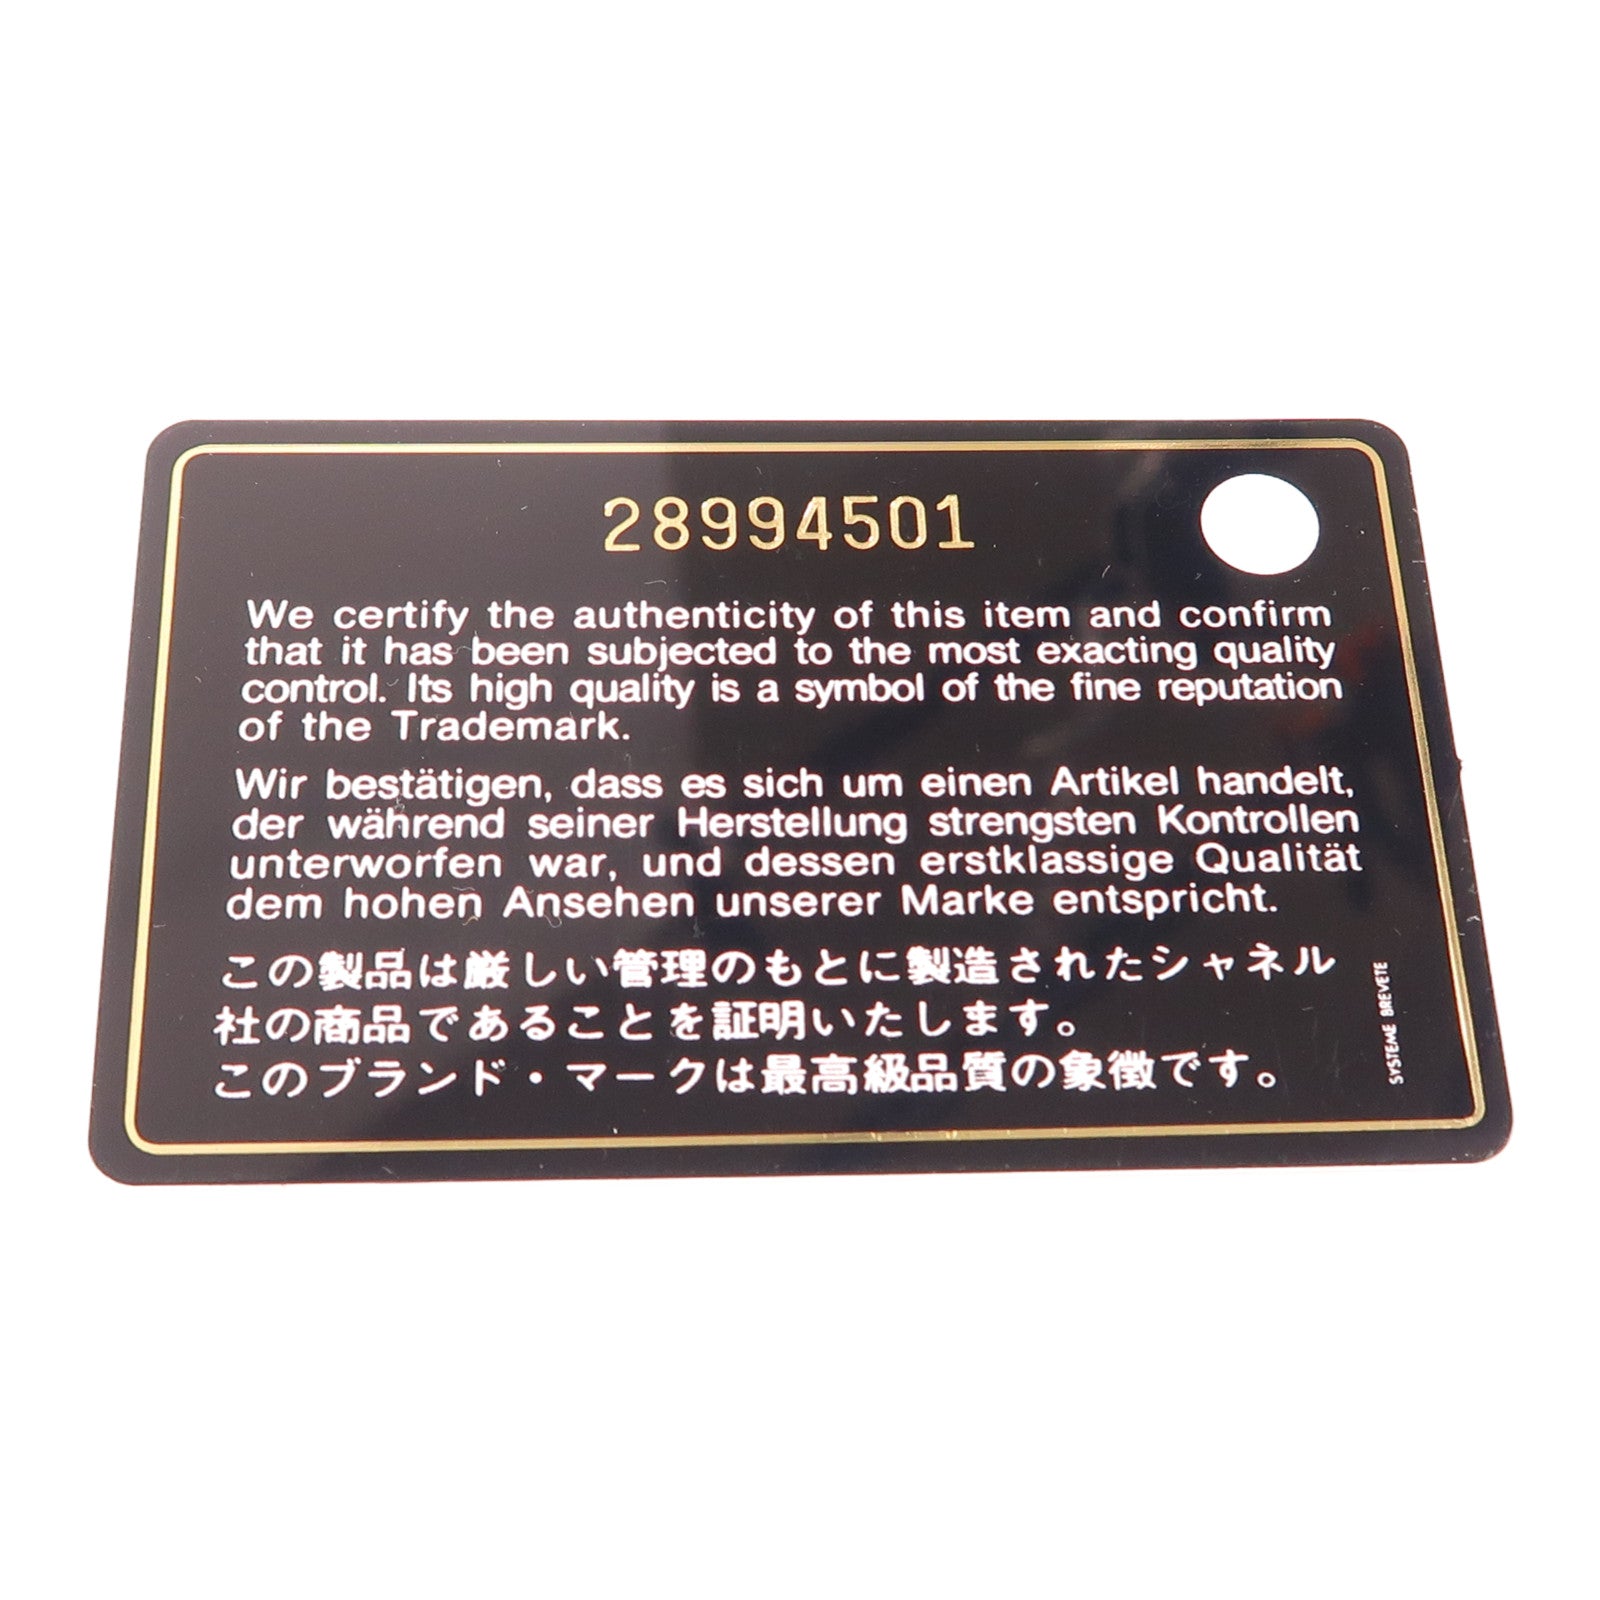 28994501
We certify the authenticity of this item and confirm
that it has been subjected to the most exacting quality
control. Its high quality is a symbol of the fine reputation
of the Trademark.
Wir bestätigen, dass es sich um einen Artikel handelt,
der während seiner Herstellung strengsten Kontrollen
unterworfen war, und dessen erstklassige Qualität
dem hohen Ansehen unserer Marke entspricht.
この製品は厳しい管理のもとに製造されたシャネル
社の商品であることを証明いたします。
このブランド・マークは最高級品質の象徴です。
SYSTEME BREVETE